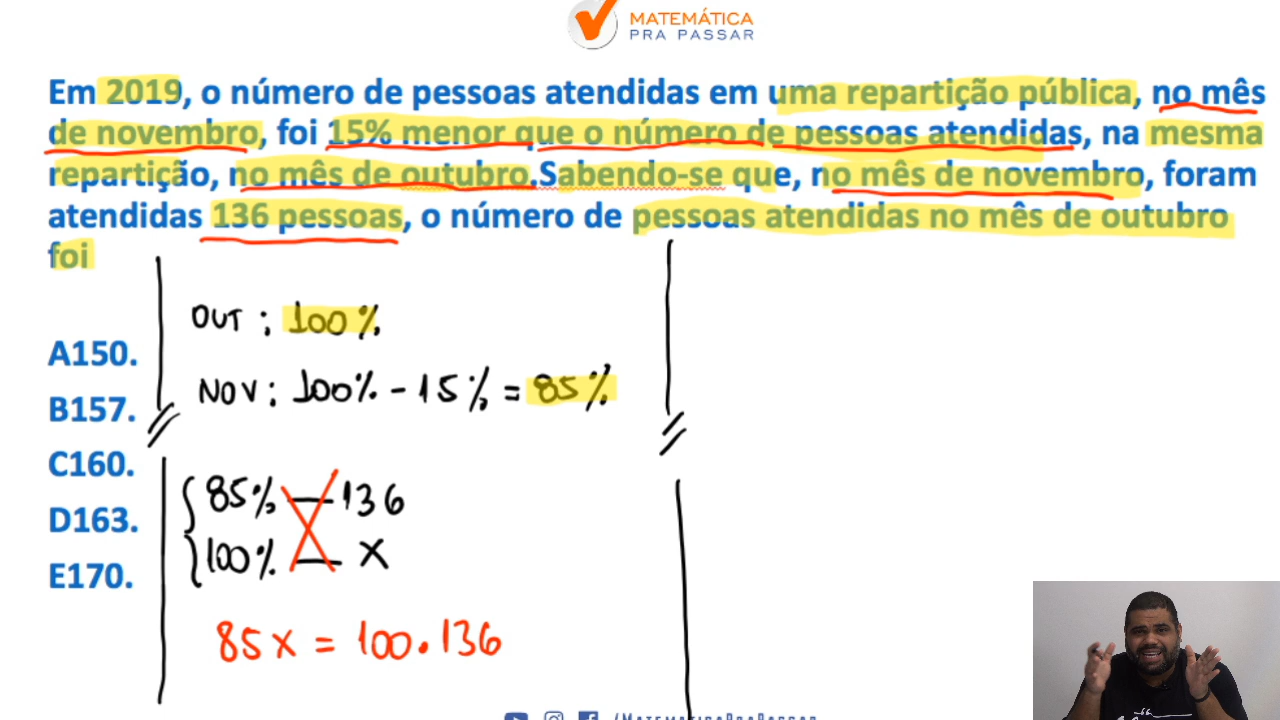 MATEMÁTICA
PRA PASSAR
Em 2019, o número de pessoas atendidas em uma repartição pública, no mês
de novembro, foi 15% menor que o número de pessoas atendidas, na mesma
repartição, no mês de outubro.Sabendo-se que, no mês de novembro, foram
atendidas 136 pessoas, o número de pessoas atendidas no mês de outubro
foi
A150.
B157.
C160.
D163.
E170.
OUT : 100%
NOV : 100% - 15% = 85%
85% — 136
100% — X
85X = 100.136
/MatematicaPraPassar